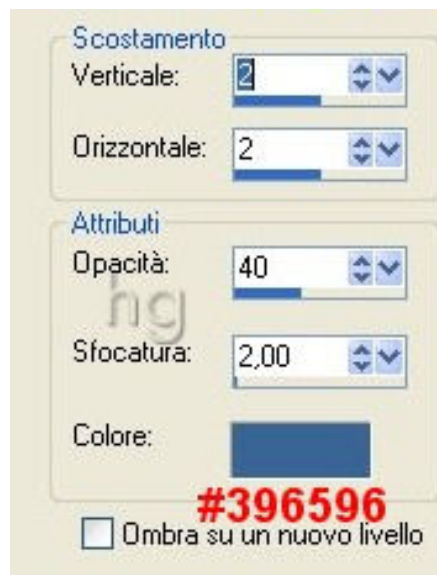 Scostamento
Verticale: 2
Orizzontale: 2
Attributi
Opacità: 40
hg
Sfocatura: 2,00
Colore:
#396596
Ombra su un nuovo livello